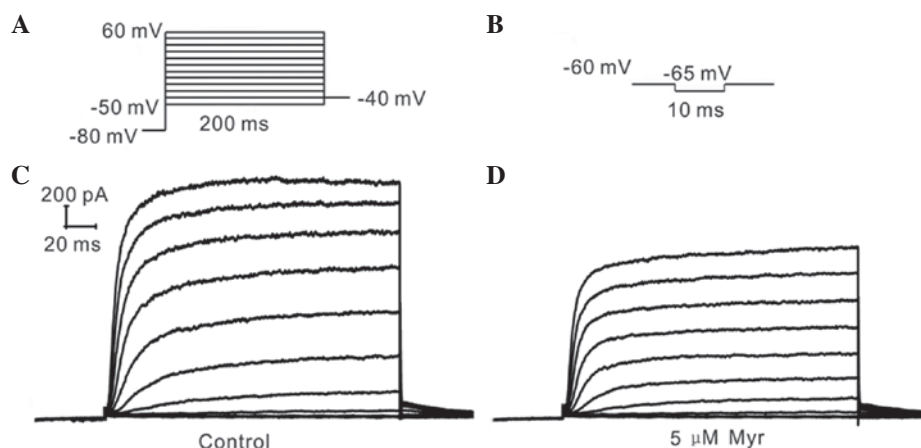 A
60 mV
-50 mV
-80 mV
200 ms
-40 mV
B
-60 mV
-65 mV
10 ms
C
200 pA
20 ms
Control
D
5 μM Myr